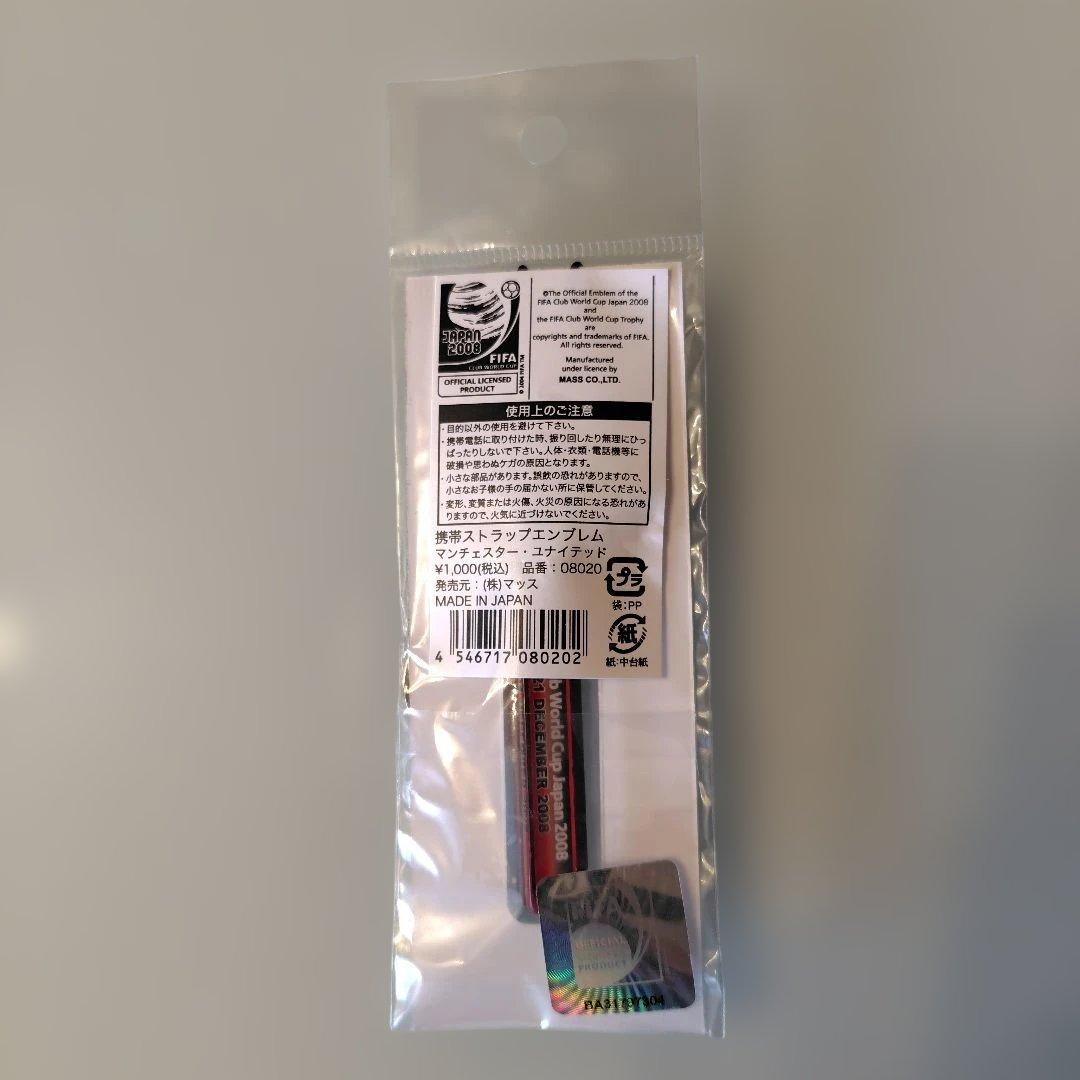 JAPAN
2008
FIFA
CLUB WORLD CUP
OFFICIAL LICENSED
PRODUCT
© 2004 FIFA TM
©The Official Emblem of the
FIFA Club World Cup Japan 2008
and
the FIFA Club World Cup Trophy
are
copyrights and trademarks of FIFA.
All rights reserved.
Manufactured
under licence by
MASS CO.,LTD.
使用上のご注意
・目的以外の使用を避けて下さい。
・携帯電話に取り付けた時、振り回したり無理にひっ
ぱったりしないで下さい。人体・衣類・電話機等に
破損や思わぬケガの原因となります。
・小さな部品があります。誤飲の恐れがありますので、
小さなお子様の手の届かない所に保管してください。
・変形、変質または火傷、火災の原因になる恐れがあ
りますので、火気に近づけないでください。
携帯ストラップエンブレム
マンチェスター・ユナイテッド
¥1,000(税込) 品番：08020
発売元：(株)マッス
MADE IN JAPAN
プラ
袋：PP
紙
紙：中台紙
4 546717 080202
World Cup Japan 2008
21 DECEMBER 2008
OFFICIAL
PRODUCT
BA31797304